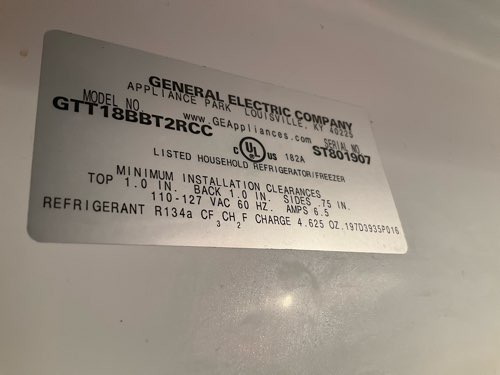 GENERAL ELECTRIC COMPANY
APPLIANCE PARK LOUISVILLE, KY 40225
MODEL NO. www.GEAppliances.com SERIAL NO.
GTT18BBT2RCC c UL us 182A ST801907
LISTED HOUSEHOLD REFRIGERATOR/FREEZER
MINIMUM INSTALLATION CLEARANCES
TOP 1.0 IN. BACK 1.0 IN. SIDES .75 IN.
110-127 VAC 60 HZ. AMPS 6.5
REFRIGERANT R134a CF3CH2F CHARGE 4.625 OZ. 197D3935P016